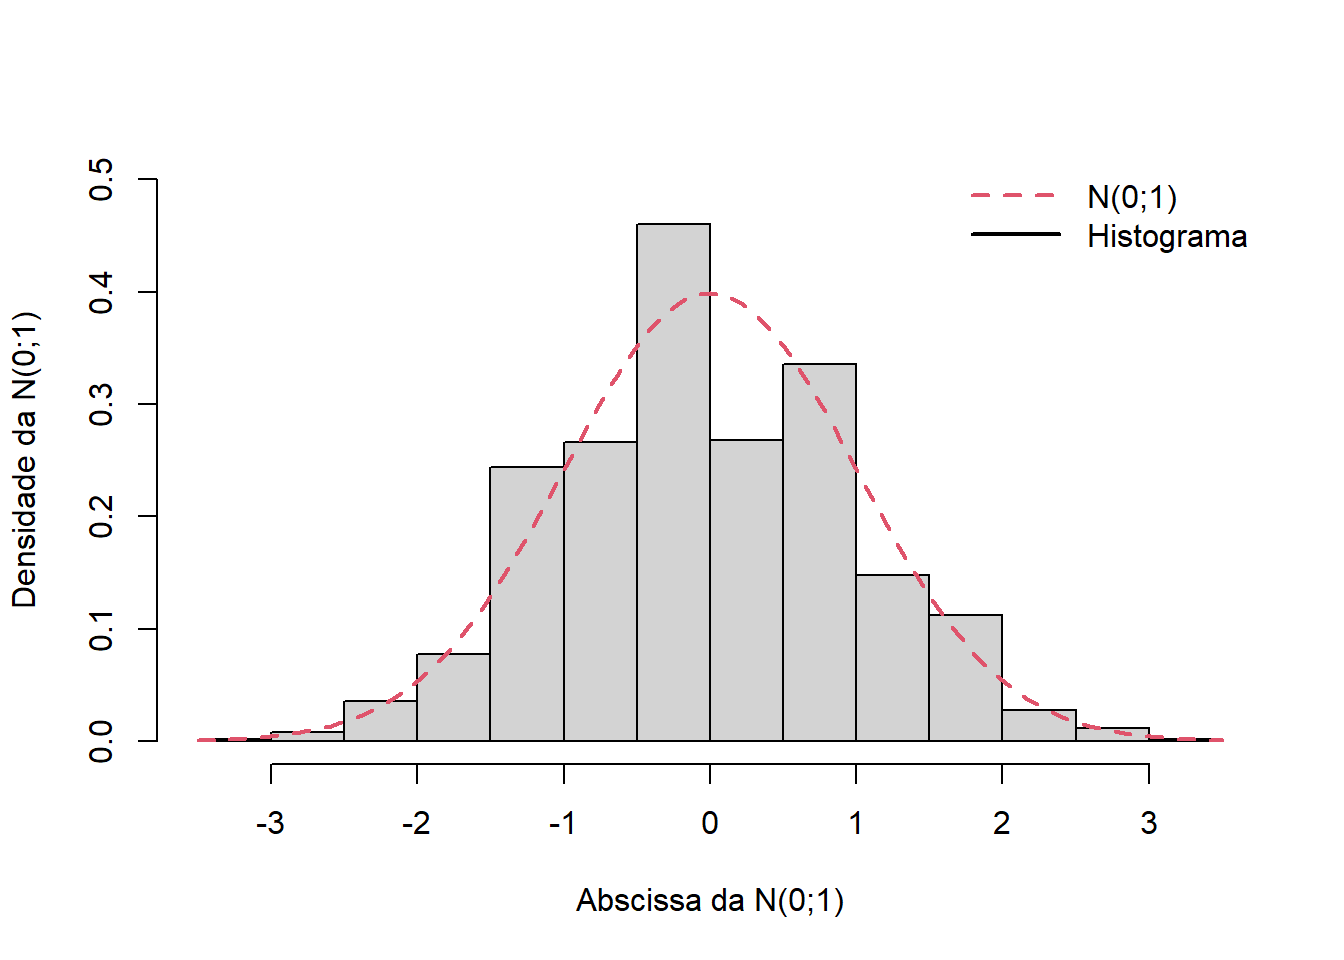 N(0;1)
Histograma
Densidade da N(0;1)
0.5
0.4
0.3
0.2
0.1
0.0
-3 -2 -1 0 1 2 3
Abscissa da N(0;1)